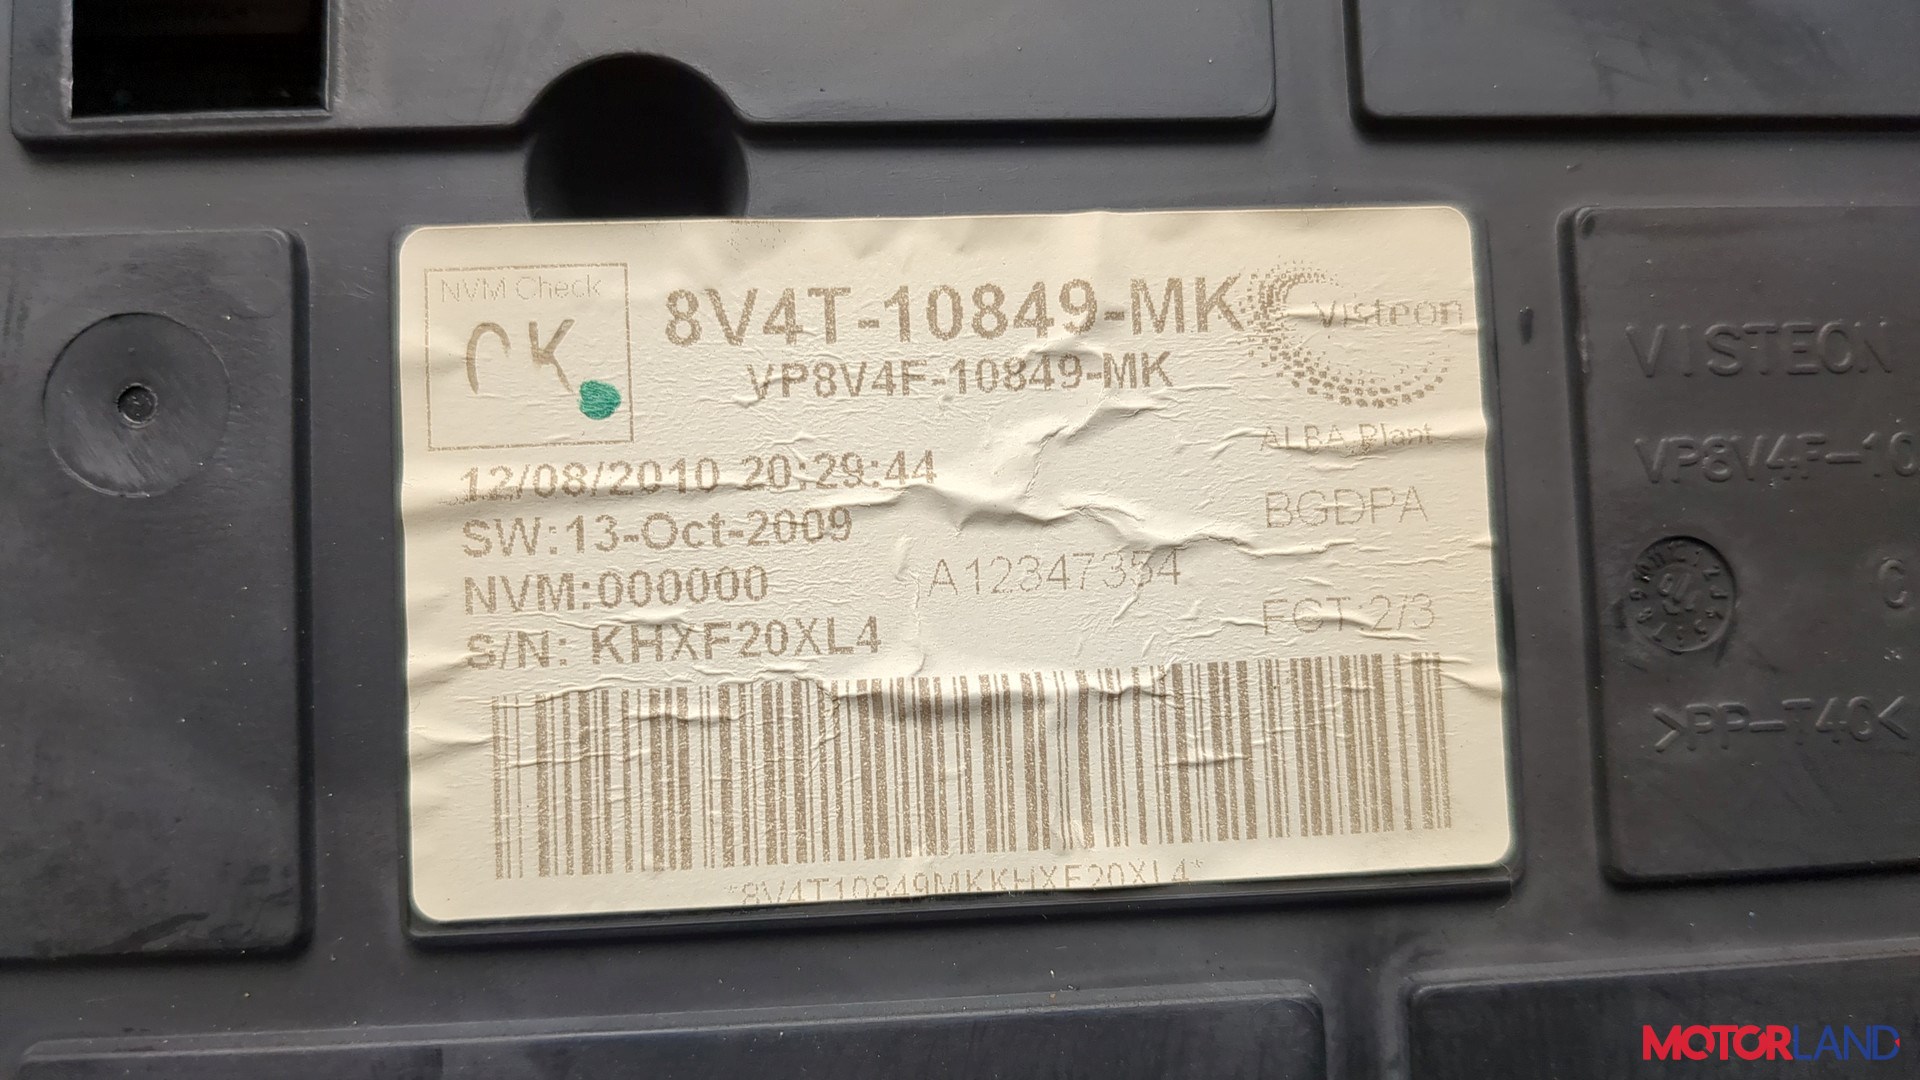 NVM Check
OK
8V4T-10849-MK
Visteon
VP8V4F-10849-MK
ALBA Plant
12/08/2010 20:29:44
BGDPA
SW:13-Oct-2009
A12347354
NVM:000000
FCT:2/3
S/N: KHXF20XL4
*8V4T10849MKKHXF20XL4*
VISTEON
VP8V4F-10
C
>PP-T40<
MOTORLAND